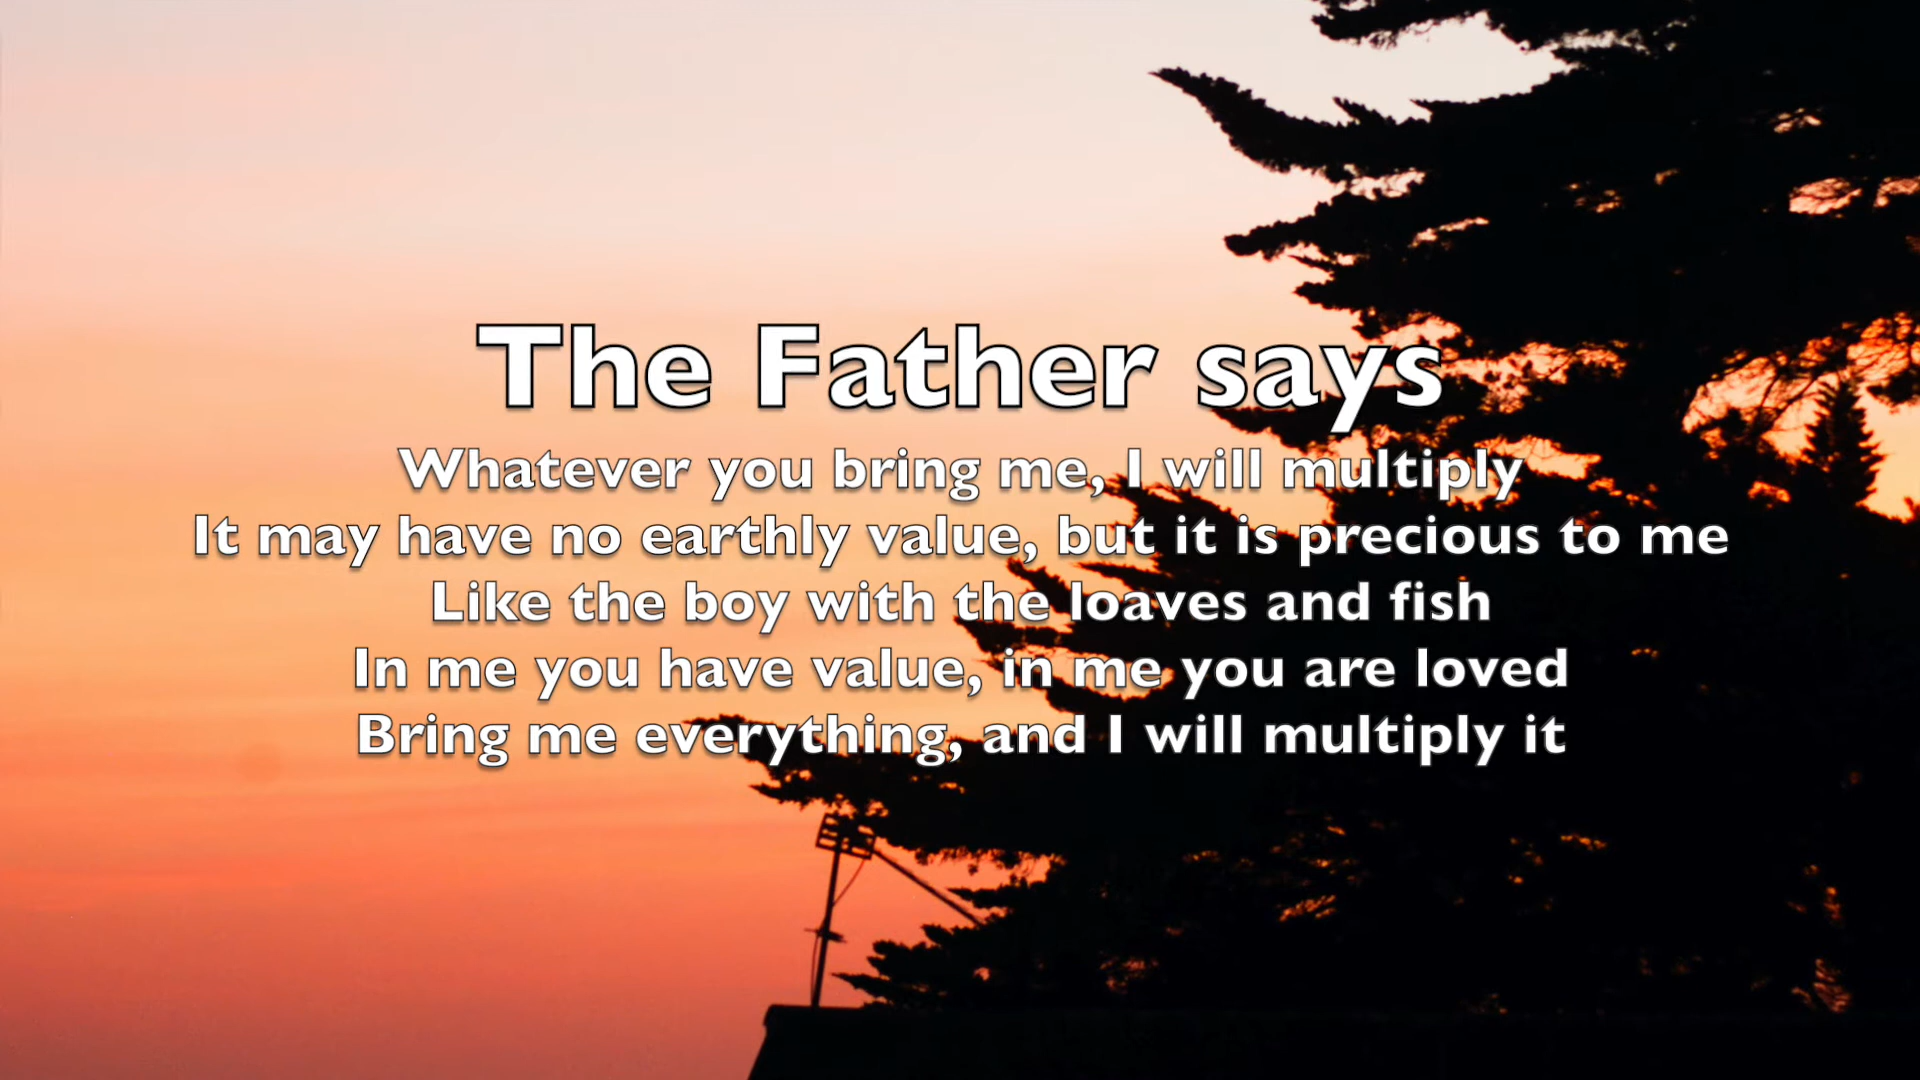 The Father says
Whatever you bring me, I will multiply
It may have no earthly value, but it is precious to me
Like the boy with the loaves and fish
In me you have value, in me you are loved
Bring me everything, and I will multiply it